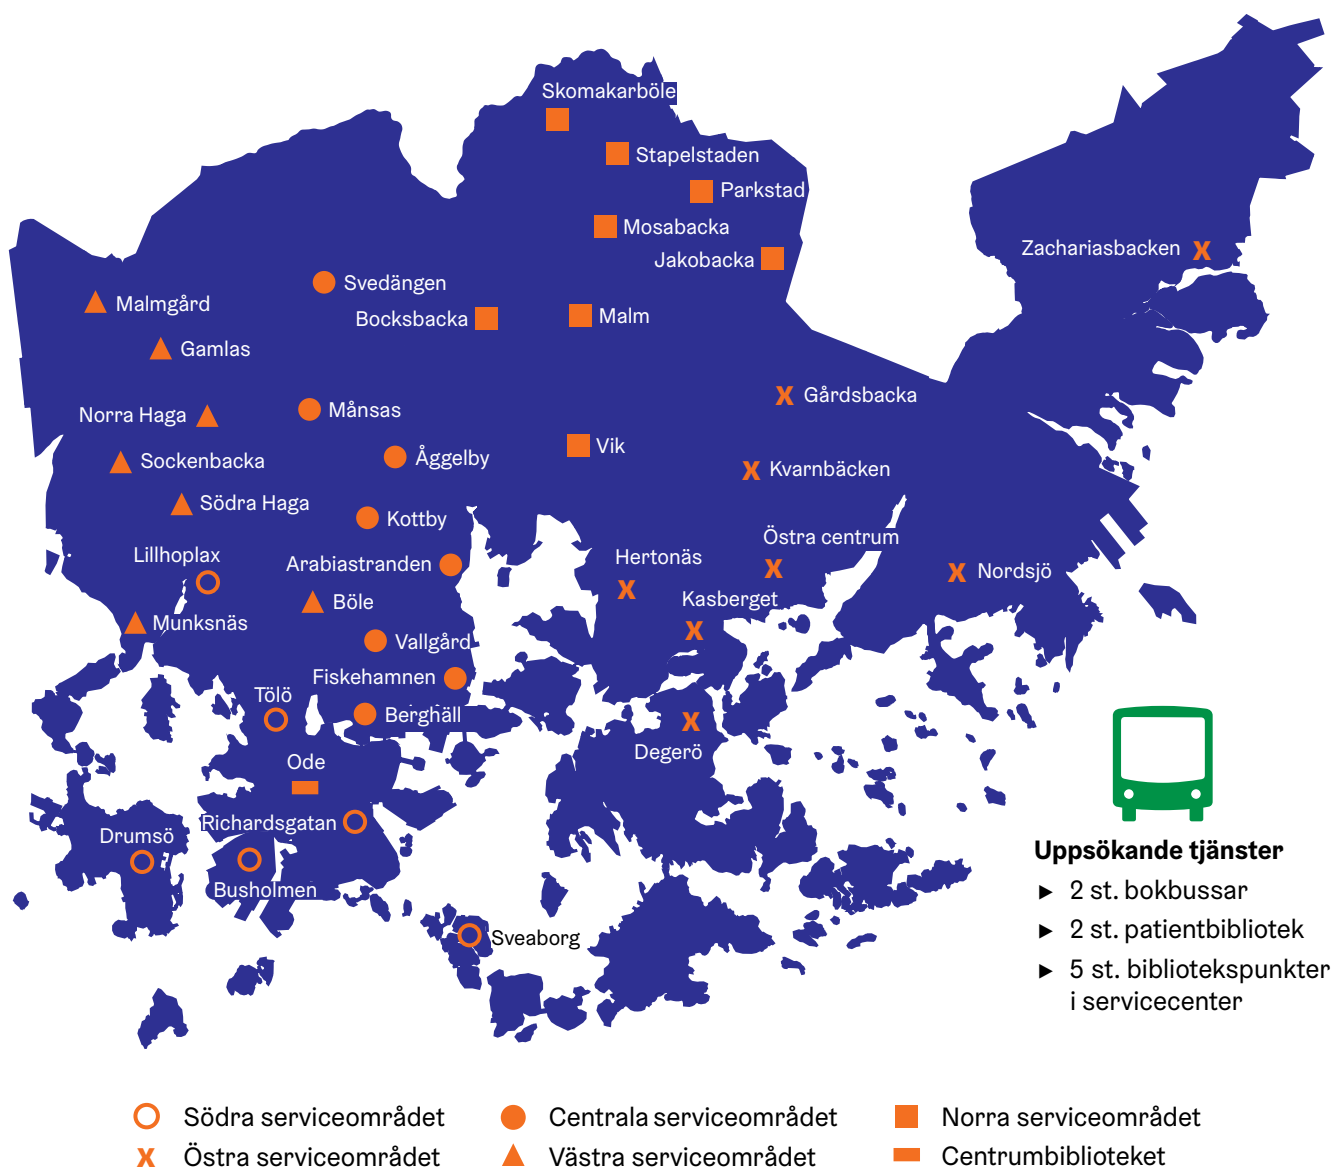 Skomakarböle
Stapelstaden
Parkstad
Mosabacka
Jakobacka
Zachariasbacken
Svedängen
Malmgård
Bocksbacka
Malm
Gamlas
Gårdsbacka
Månsas
Norra Haga
Vik
Åggelby
Sockenbacka
Kvarnbäcken
Södra Haga
Kottby
Östra centrum
Lillhoplax
Hertonäs
Arabiastranden
Nordsjö
Kasberget
Böle
Munksnäs
Vallgård
Fiskehamnen
Tölö
Berghäll
Degerö
Ode
Richardsgatan
Drumsö
Busholmen
Sveaborg
Uppsökande tjänster
► 2 st. bokbussar
► 2 st. patientbibliotek
► 5 st. bibliotekspunkter
i servicecenter
Södra serviceområdet
Centrala serviceområdet
Norra serviceområdet
x Östra serviceområdet
Västra serviceområdet
Centrumbiblioteket